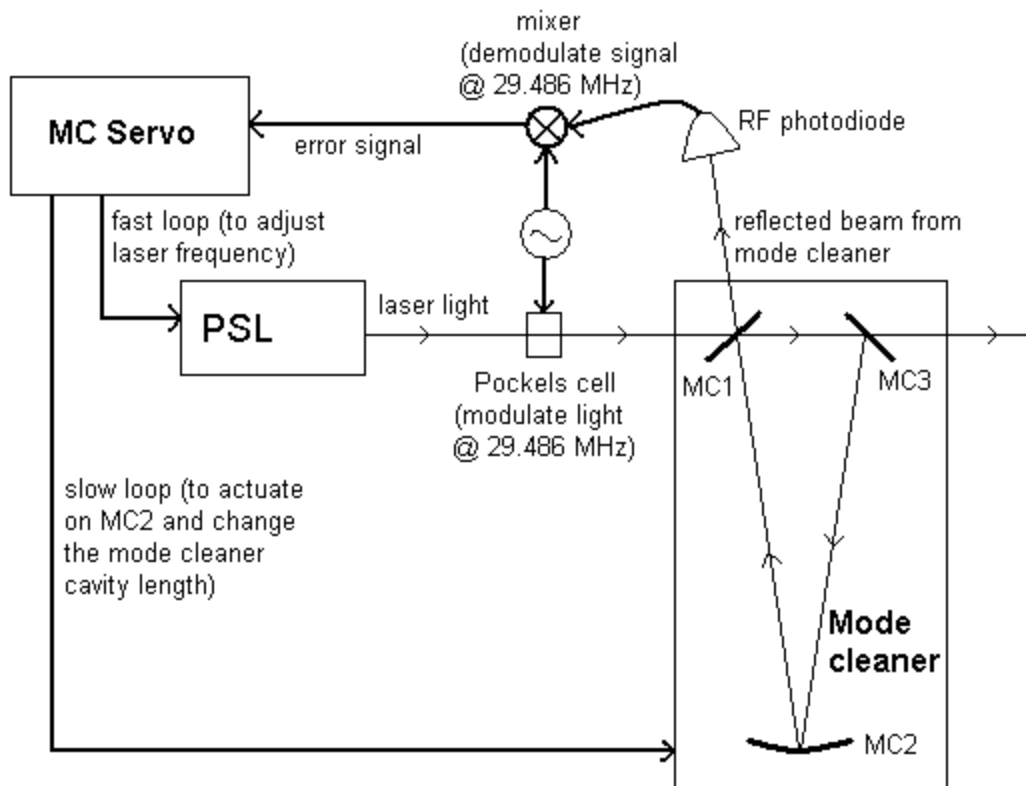 mixer
(demodulate signal
@ 29.486 MHz)
MC Servo
error signal
RF photodiode
fast loop (to adjust
laser frequency)
reflected beam from
mode cleaner
PSL
laser light
Pockels cell
(modulate light
@ 29.486 MHz)
MC1
MC3
slow loop (to actuate
on MC2 and change
the mode cleaner
cavity length)
Mode
cleaner
MC2